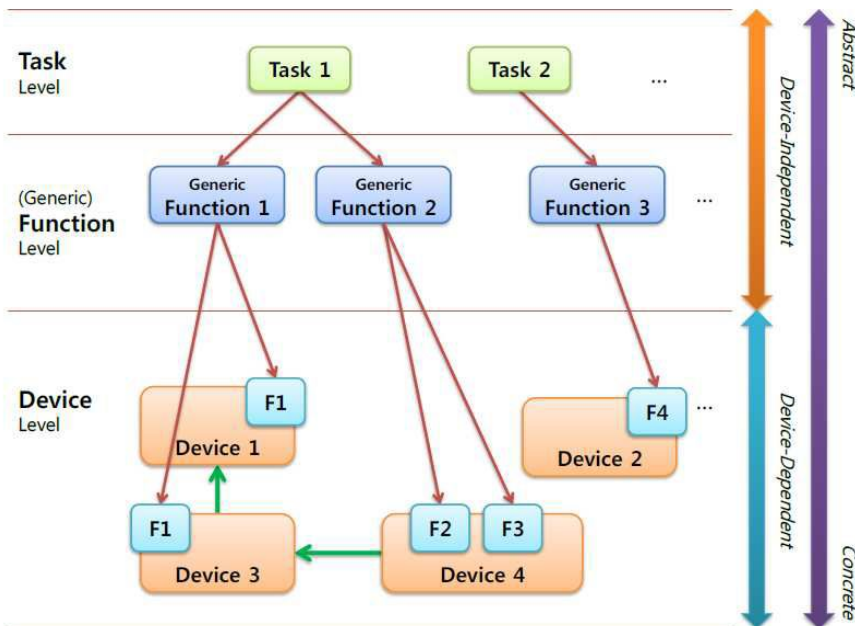 Task
Level
Task 1
Task 2
...
Device-Independent
Abstract
(Generic)
Function
Level
Generic
Function 1
Generic
Function 2
Generic
Function 3
...
Device
Level
F1
Device 1
F4
Device 2
...
Device-Dependent
F1
Device 3
F2
F3
Device 4
Concrete